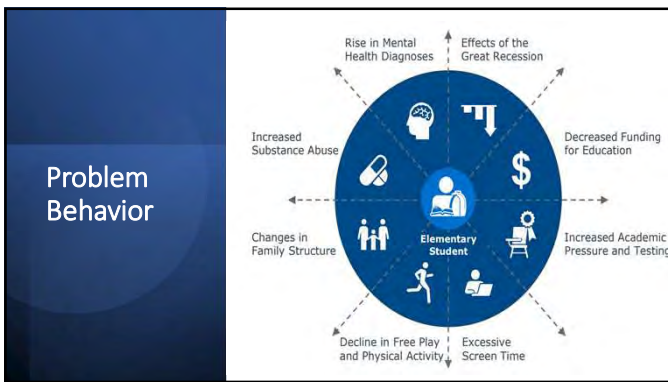 Problem
Behavior
Rise in Mental
Health Diagnoses
Effects of the
Great Recession
Increased
Substance Abuse
Decreased Funding
for Education
$
Elementary
Student
Changes in
Family Structure
Increased Academic
Pressure and Testing
Decline in Free Play
and Physical Activity
Excessive
Screen Time